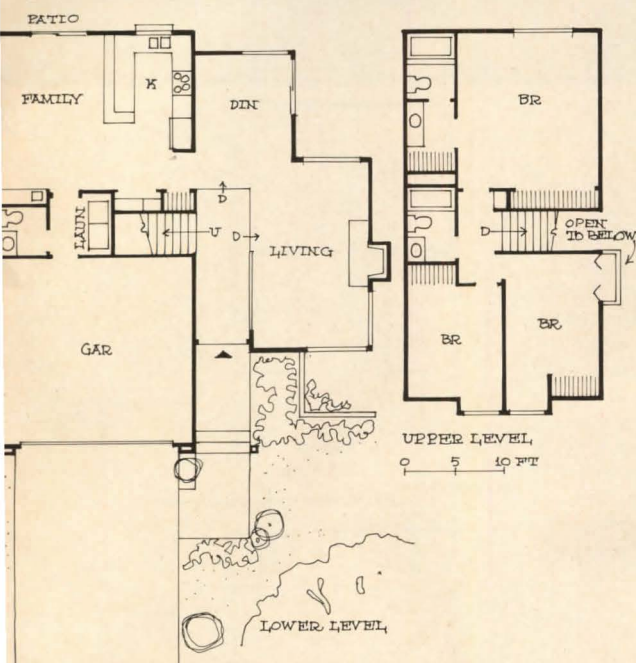 PATIO
FAMILY
K
DIN
BR
LAUN
D
U
D
LIVING
D
OPEN
TO BELOW
GAR
BR
BR
UPPER LEVEL
0 5 10 FT
LOWER LEVEL